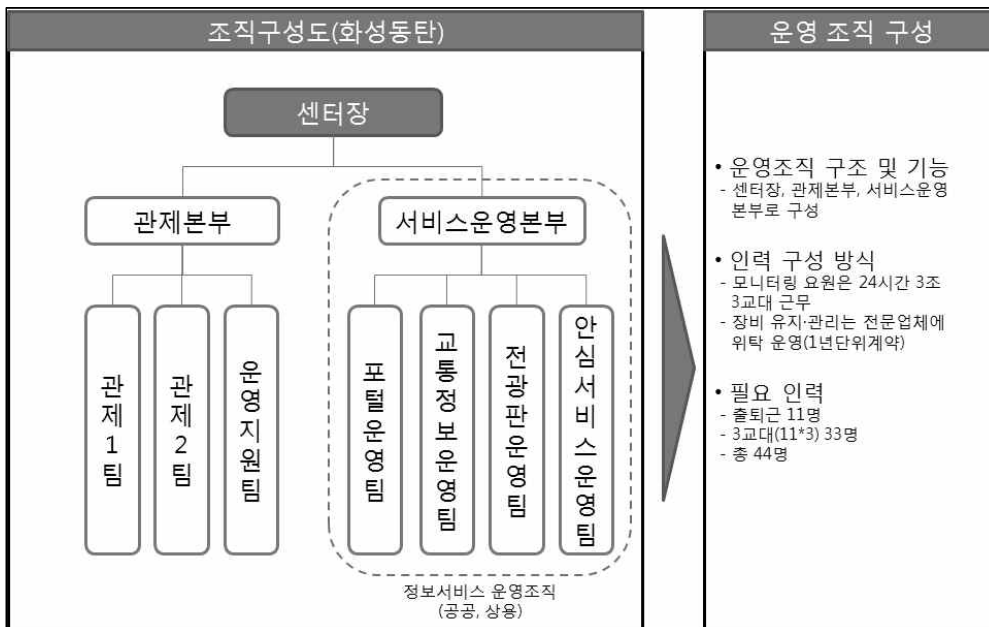 조직구성도(화성동탄)
센터장
관제본부
서비스운영본부
관제1팀
관제2팀
운영지원팀
포털운영팀
교통정보운영팀
전광판운영팀
안심서비스운영팀
정보서비스 운영조직
(공공, 상용)
운영 조직 구성
• 운영조직 구조 및 기능
- 센터장, 관제본부, 서비스운영
본부로 구성
• 인력 구성 방식
- 모니터링 요원은 24시간 3조
3교대 근무
- 장비 유지·관리는 전문업체에
위탁 운영(1년단위계약)
• 필요 인력
- 출퇴근 11명
- 3교대(11*3) 33명
- 총 44명